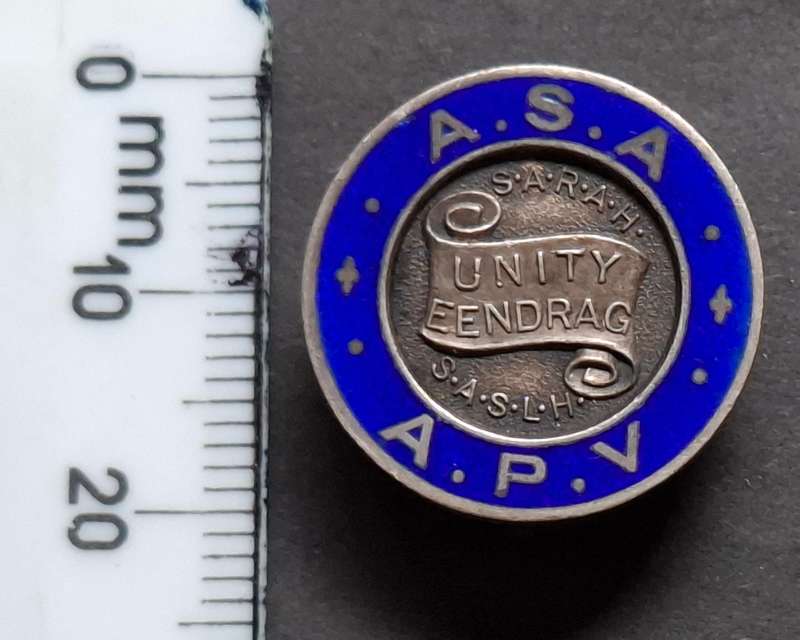 0
mm
10
20
A . S . A
S·A·R·A·H·
UNITY
EENDRAG
S·A·S·L·H·
A . P . V